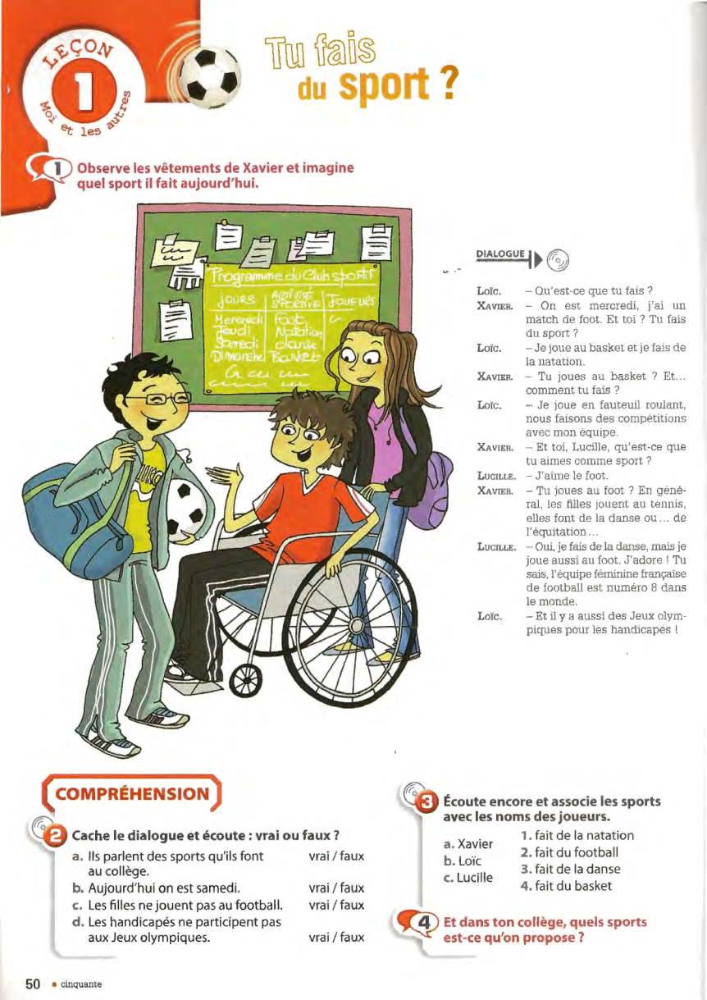 LEÇON
1
Moi et les autres
Tu fais
du sport ?
1 Observe les vêtements de Xavier et imagine
quel sport il fait aujourd'hui.
Programme du Club sportif
JOURS ACTIVITÉ SPORTIVE JOUEURS
Mercredi Foot
Jeudi Natation
Samedi danse
Dimanche Basket
DIALOGUE
LOÏC. – Qu'est-ce que tu fais ?
XAVIER. – On est mercredi, j'ai un
match de foot. Et toi ? Tu fais
du sport ?
LOÏC. – Je joue au basket et je fais de
la natation.
XAVIER. – Tu joues au basket ? Et...
comment tu fais ?
LOÏC. – Je joue en fauteuil roulant,
nous faisons des compétitions
avec mon équipe.
XAVIER. – Et toi, Lucille, qu'est-ce que
tu aimes comme sport ?
LUCILLE. – J'aime le foot.
XAVIER. – Tu joues au foot ? En géné-
ral, les filles jouent au tennis,
elles font de la danse ou... de
l'équitation...
LUCILLE. – Oui, je fais de la danse, mais je
joue aussi au foot. J'adore ! Tu
sais, l'équipe féminine française
de football est numéro 8 dans
le monde.
LOÏC. – Et il y a aussi des Jeux olym-
piques pour les handicapés !
COMPRÉHENSION
2 Cache le dialogue et écoute : vrai ou faux ?
a. Ils parlent des sports qu'ils font vrai / faux
au collège.
b. Aujourd'hui on est samedi. vrai / faux
c. Les filles ne jouent pas au football. vrai / faux
d. Les handicapés ne participent pas
aux Jeux olympiques. vrai / faux
3 Écoute encore et associe les sports
avec les noms des joueurs.
a. Xavier
b. Loïc
c. Lucille
1. fait de la natation
2. fait du football
3. fait de la danse
4. fait du basket
4 Et dans ton collège, quels sports
est-ce qu'on propose ?
50 ▪ cinquante